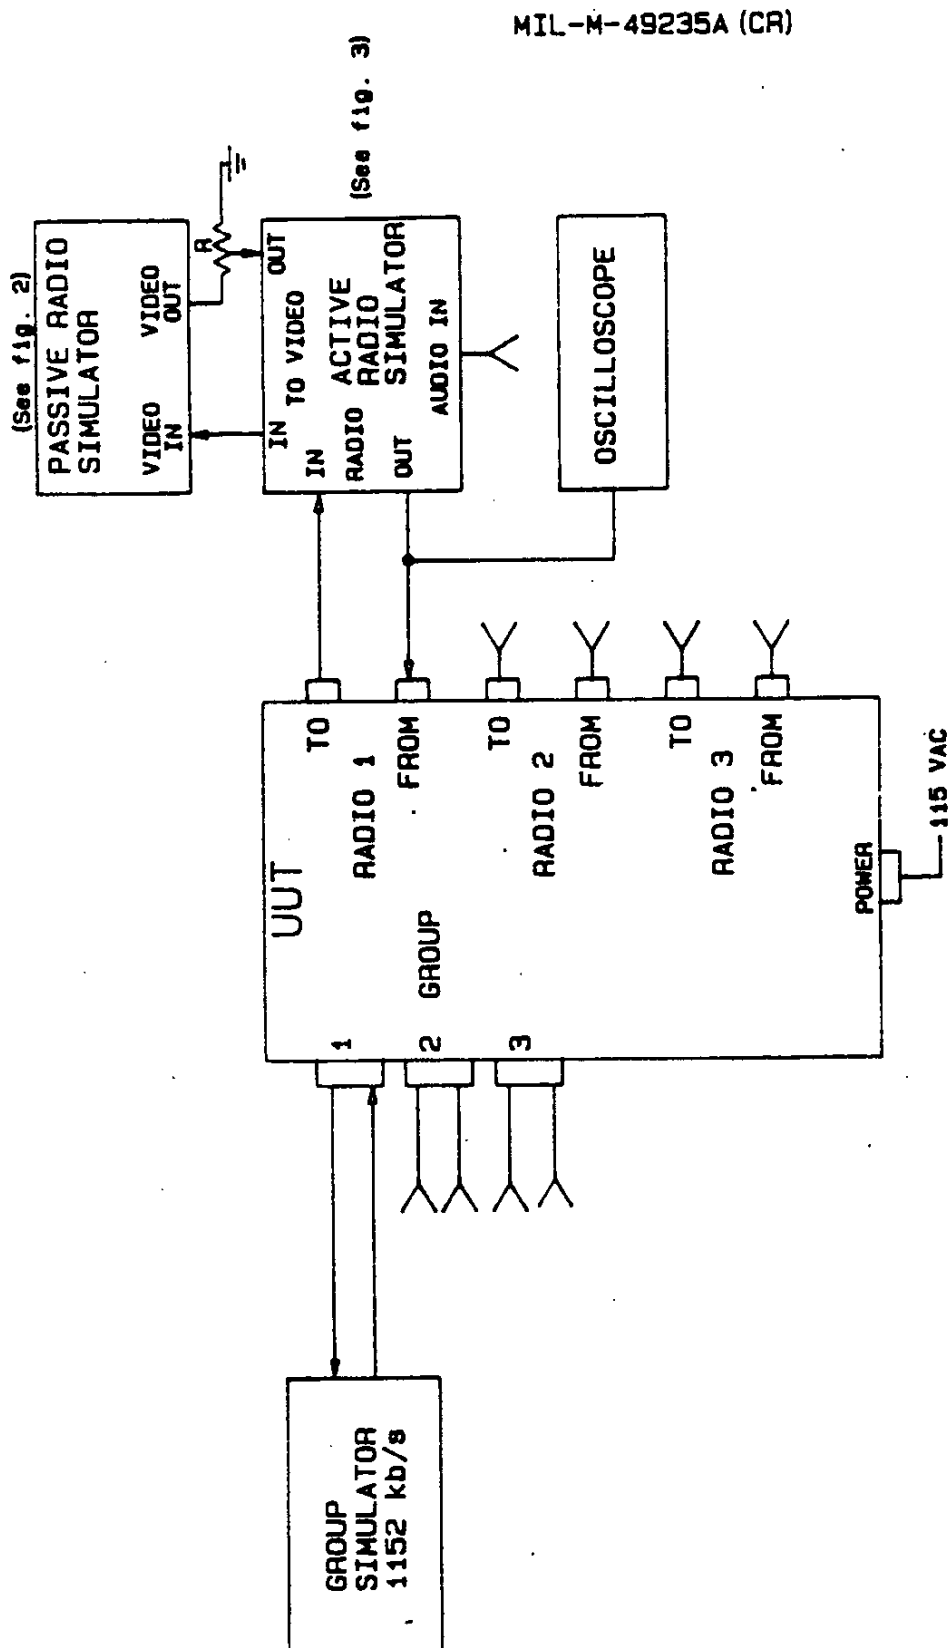 MIL-M-49235A (CR)
(See fig. 2)
PASSIVE RADIO
SIMULATOR
VIDEO
IN
VIDEO
OUT
R
(See fig. 3)
IN
OUT
TO VIDEO
IN
RADIO
OUT
ACTIVE
RADIO
SIMULATOR
AUDIO IN
OSCILLOSCOPE
UUT
TO
RADIO 1
FROM
TO
RADIO 2
FROM
TO
RADIO 3
FROM
GROUP
1
2
3
POWER
115 VAC
GROUP
SIMULATOR
1152 kb/s